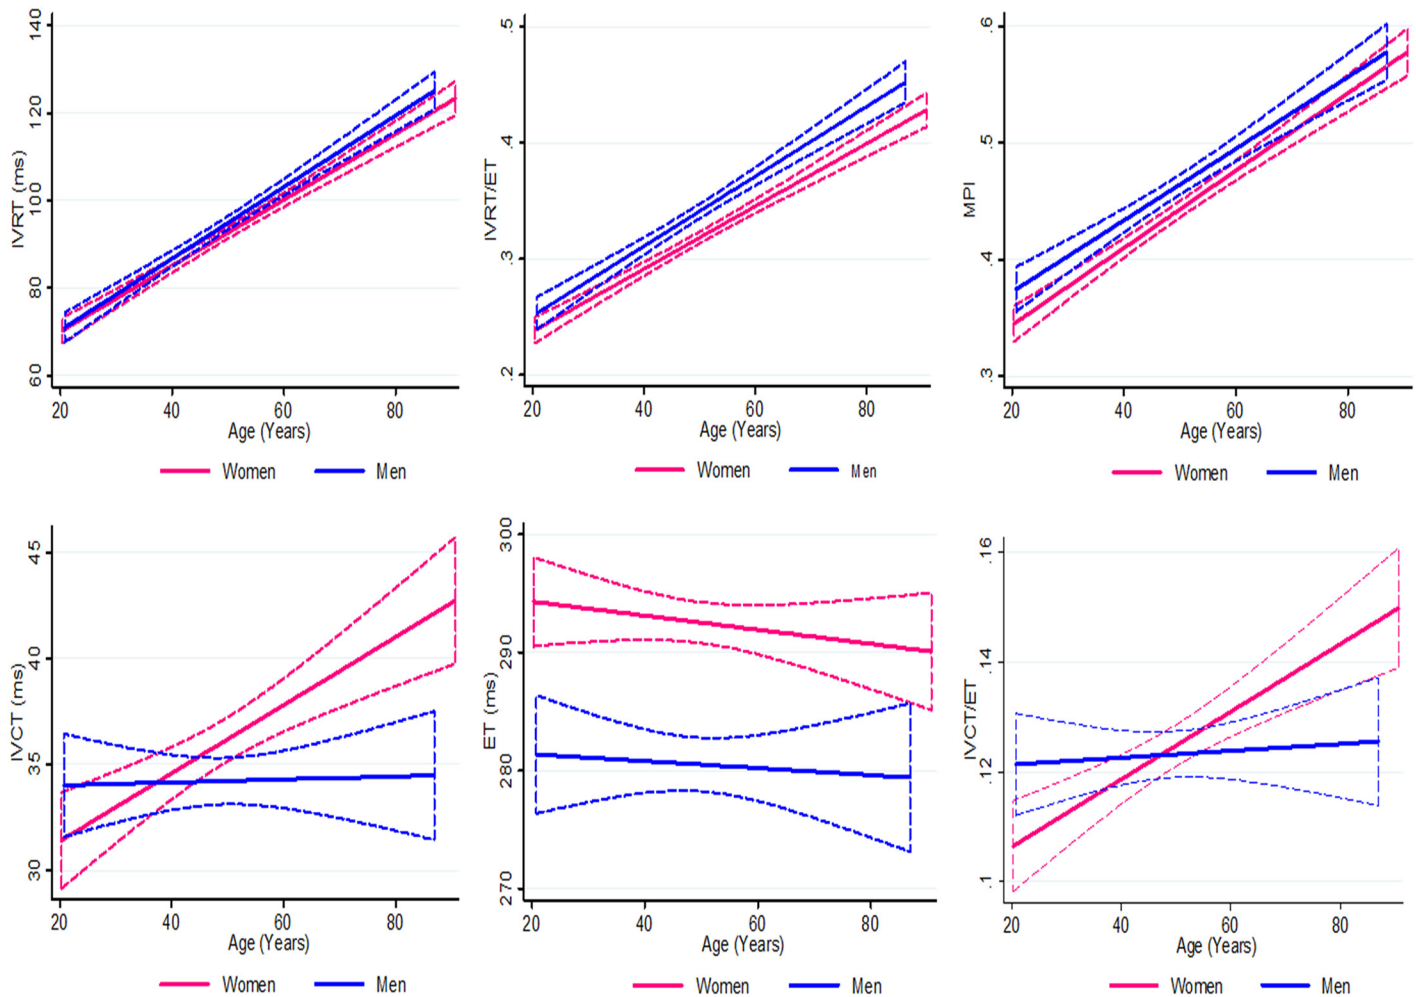 IVRT (ms)
140
120
100
80
60
20 40 60 80
Age (Years)
Women Men
IVRT/ET
.5
.4
.3
.2
20 40 60 80
Age (Years)
Women Men
MPI
.6
.5
.4
.3
20 40 60 80
Age (Years)
Women Men
IVCT (ms)
45
40
35
30
20 40 60 80
Age (Years)
Women Men
ET (ms)
300
290
280
270
20 40 60 80
Age (Years)
Women Men
IVCT/ET
.16
.14
.12
.1
20 40 60 80
Age (Years)
Women Men